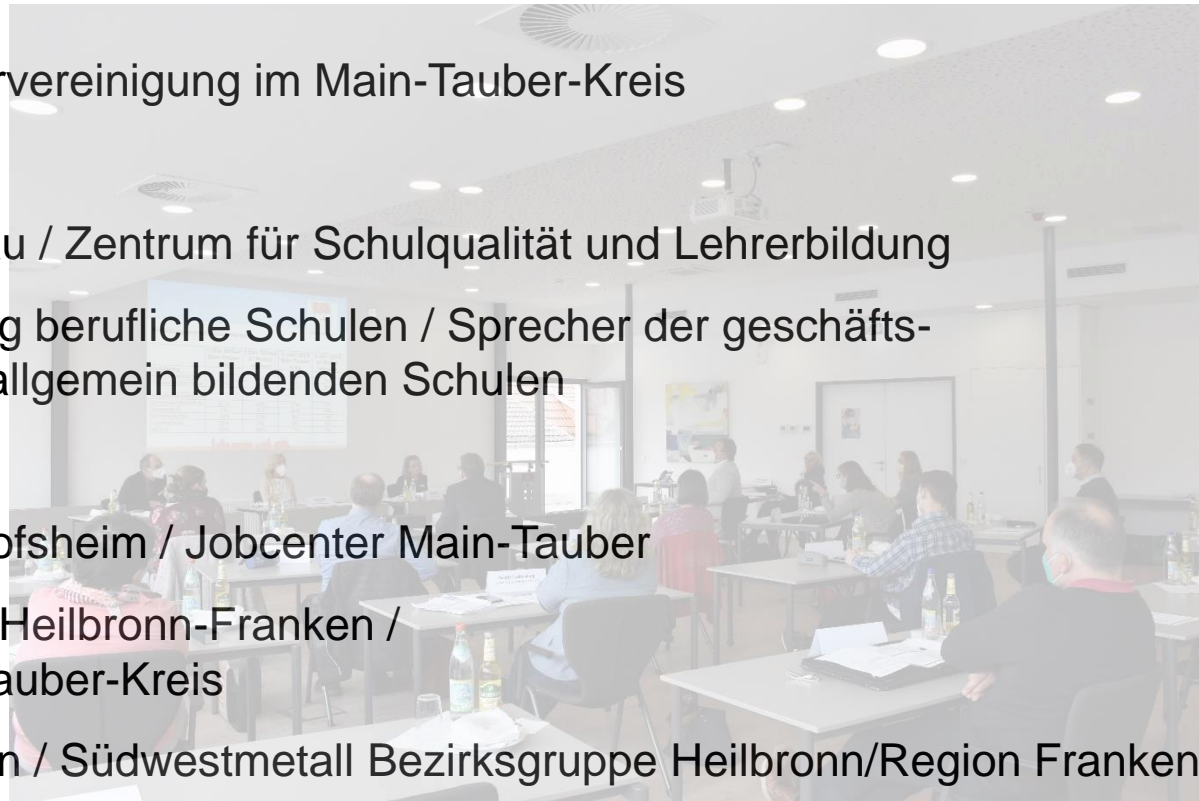 rvereinigung im Main-Tauber-Kreis
u / Zentrum für Schulqualität und Lehrerbildung
g berufliche Schulen / Sprecher der geschäfts-
allgemein bildenden Schulen
ofsheim / Jobcenter Main-Tauber
Heilbronn-Franken /
auber-Kreis
n / Südwestmetall Bezirksgruppe Heilbronn/Region Franken